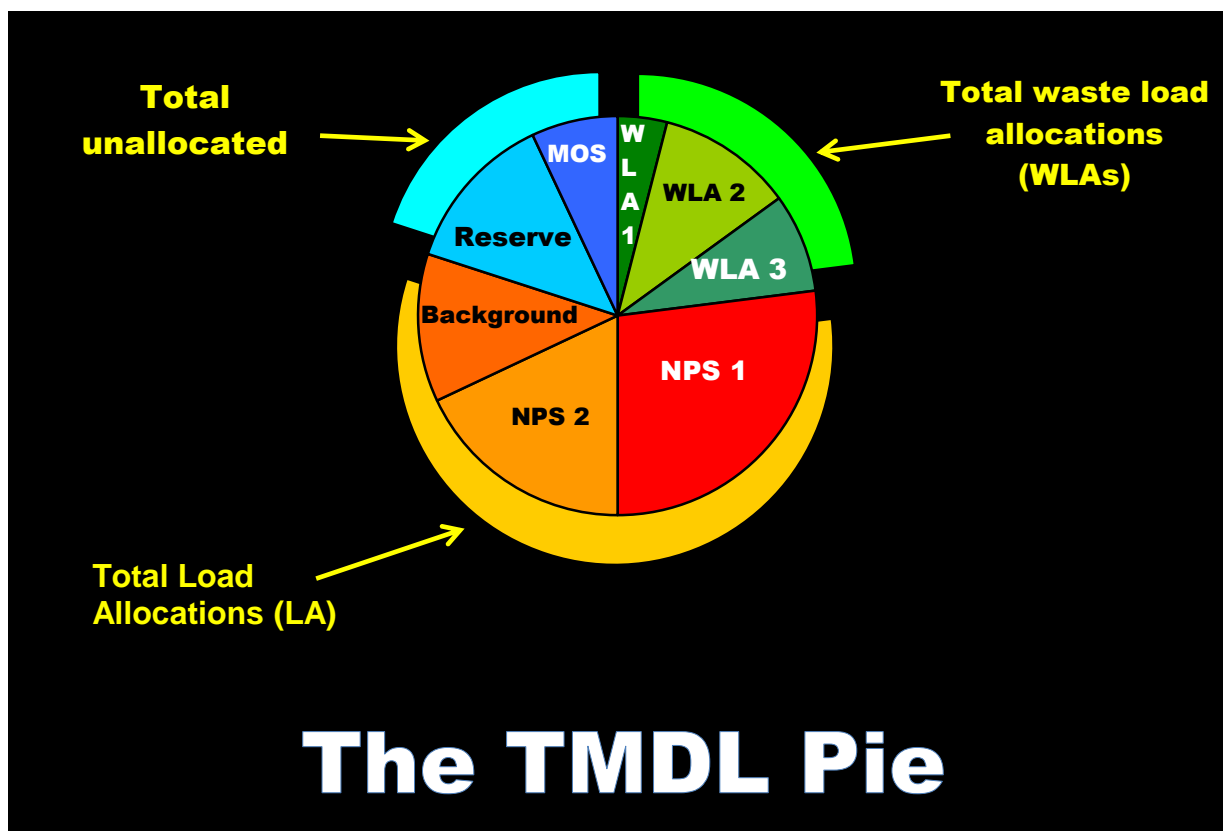 Total
unallocated
Total waste load
allocations
(WLAs)
MOS
W
L
A
1
WLA 2
WLA 3
Reserve
Background
NPS 1
NPS 2
Total Load
Allocations (LA)
The TMDL Pie